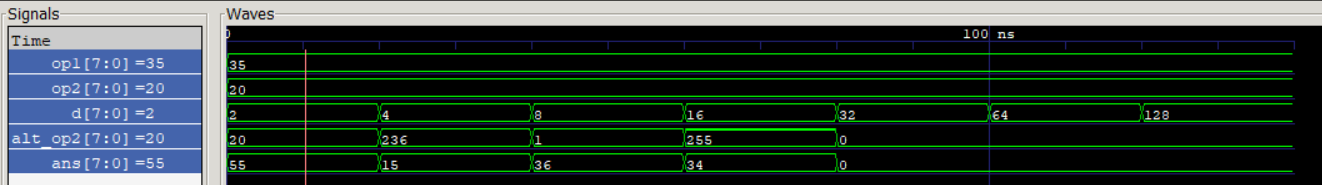 Signals Waves
Time 0 100 ns
op1[7:0] =35 35
op2[7:0] =20 20
d[7:0] =2 2 4 8 16 32 64 128
alt_op2[7:0] =20 20 236 1 255 0
ans[7:0] =55 55 15 36 34 0